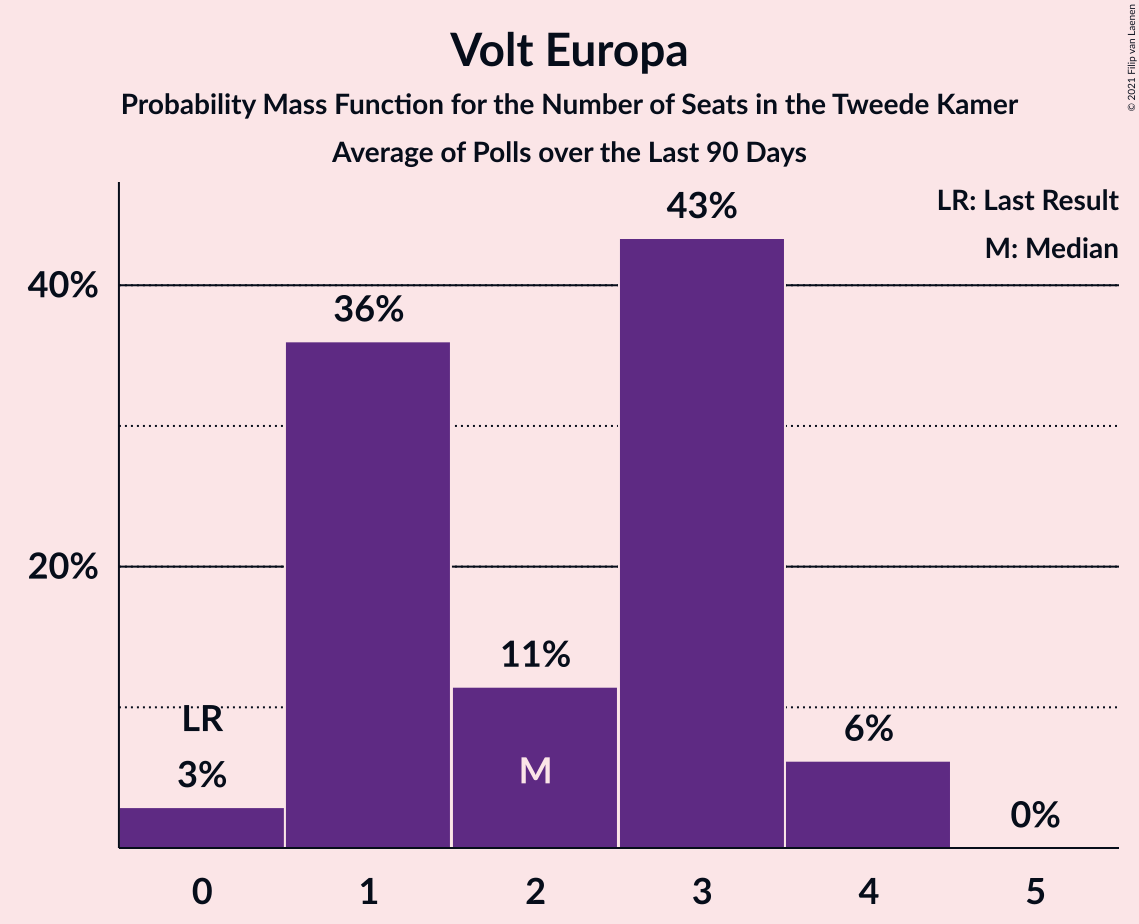 Volt Europa
Probability Mass Function for the Number of Seats in the Tweede Kamer
Average of Polls over the Last 90 Days
© 2021 Filip van Laenen
LR: Last Result
M: Median
43%
40%
36%
20%
11%
LR
6%
3%
M
0%
0 1 2 3 4 5